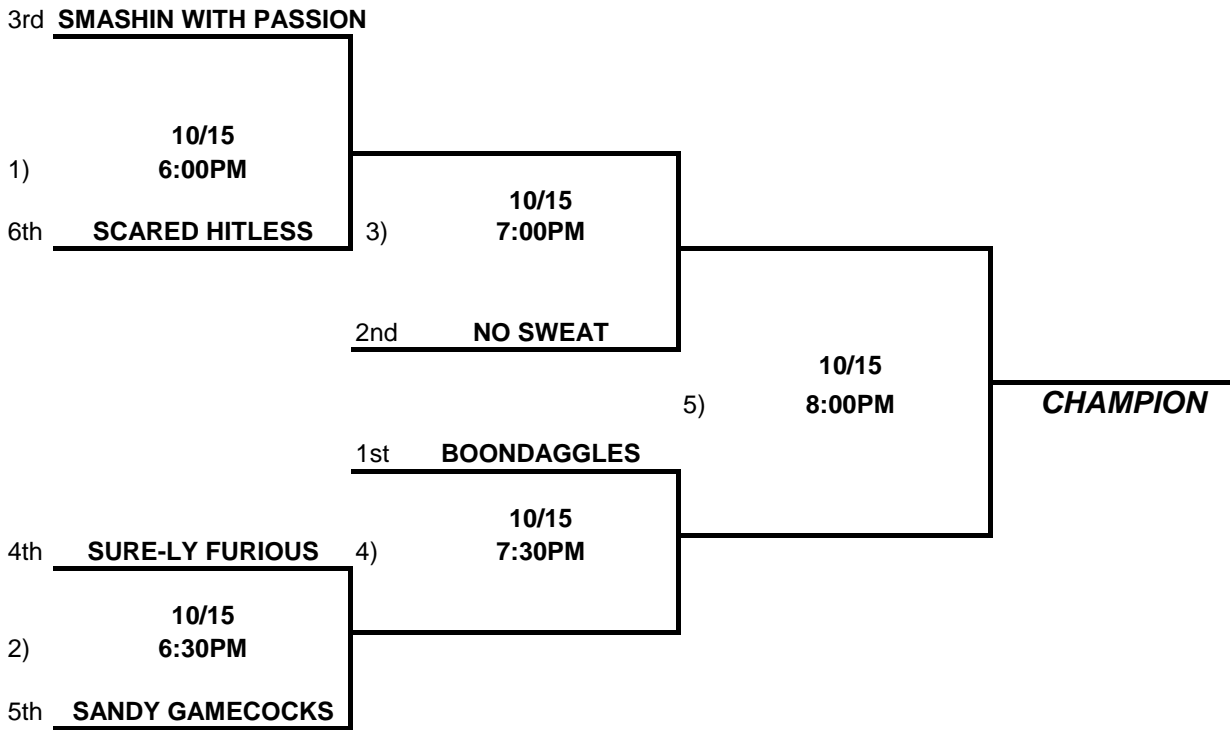 3rd SMASHIN WITH PASSION
10/15
1) 6:00PM
6th SCARED HITLESS
10/15
3) 7:00PM
2nd NO SWEAT
10/15
5) 8:00PM
CHAMPION
1st BOONDAGGLES
10/15
4) 7:30PM
4th SURE-LY FURIOUS
10/15
2) 6:30PM
5th SANDY GAMECOCKS